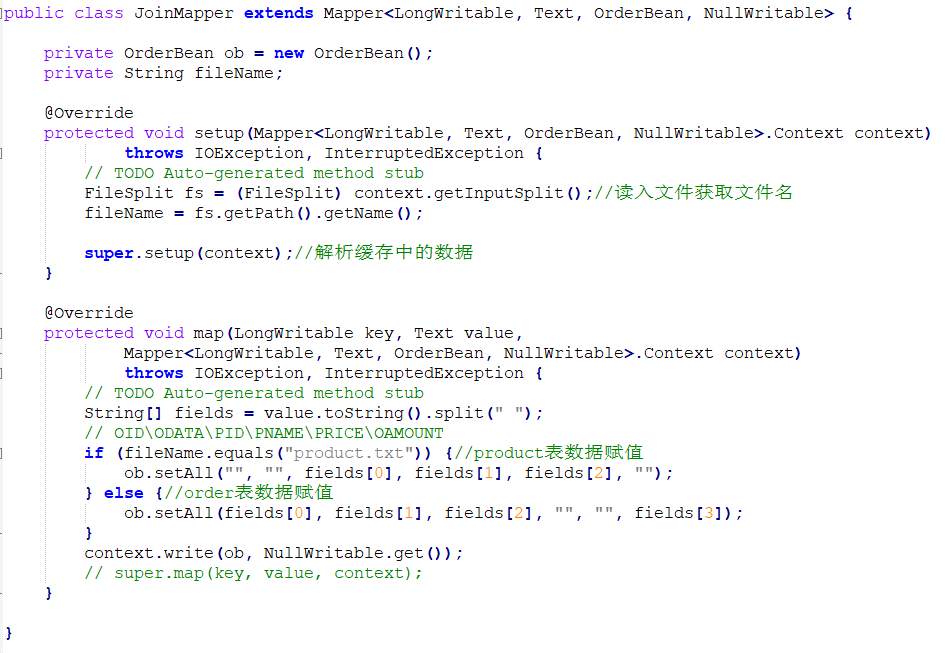 public class JoinMapper extends Mapper<LongWritable, Text, OrderBean, NullWritable> {
private OrderBean ob = new OrderBean();
private String fileName;
@Override
protected void setup(Mapper<LongWritable, Text, OrderBean, NullWritable>.Context context)
throws IOException, InterruptedException {
// TODO Auto-generated method stub
FileSplit fs = (FileSplit) context.getInputSplit();//读入文件获取文件名
fileName = fs.getPath().getName();
super.setup(context);//解析缓存中的数据
}
@Override
protected void map(LongWritable key, Text value,
Mapper<LongWritable, Text, OrderBean, NullWritable>.Context context)
throws IOException, InterruptedException {
// TODO Auto-generated method stub
String[] fields = value.toString().split(" ");
// OID\ODATA\PID\PNAME\PRICE\OAMOUNT
if (fileName.equals("product.txt")) {//product表数据赋值
ob.setAll("", "", fields[0], fields[1], fields[2], "");
} else {//order表数据赋值
ob.setAll(fields[0], fields[1], fields[2], "", "", fields[3]);
}
context.write(ob, NullWritable.get());
// super.map(key, value, context);
}
}